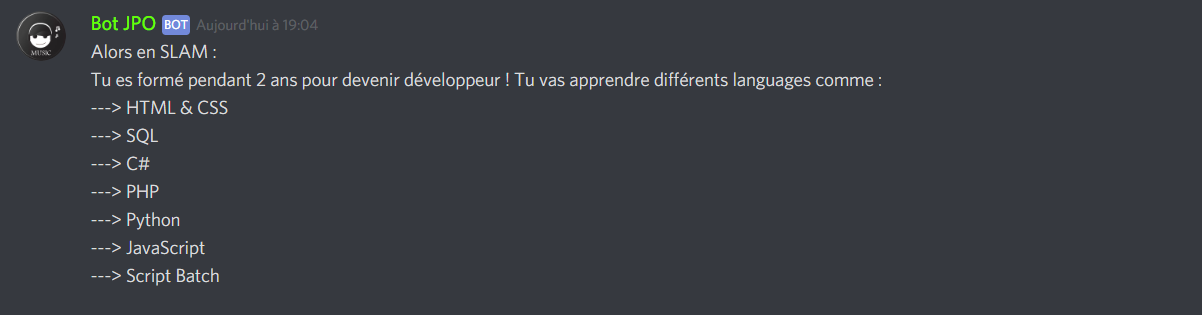 Bot JPO BOT Aujourd'hui à 19:04
Alors en SLAM :
Tu es formé pendant 2 ans pour devenir développeur ! Tu vas apprendre différents languages comme :
---> HTML & CSS
---> SQL
---> C#
---> PHP
---> Python
---> JavaScript
---> Script Batch
MUSIC